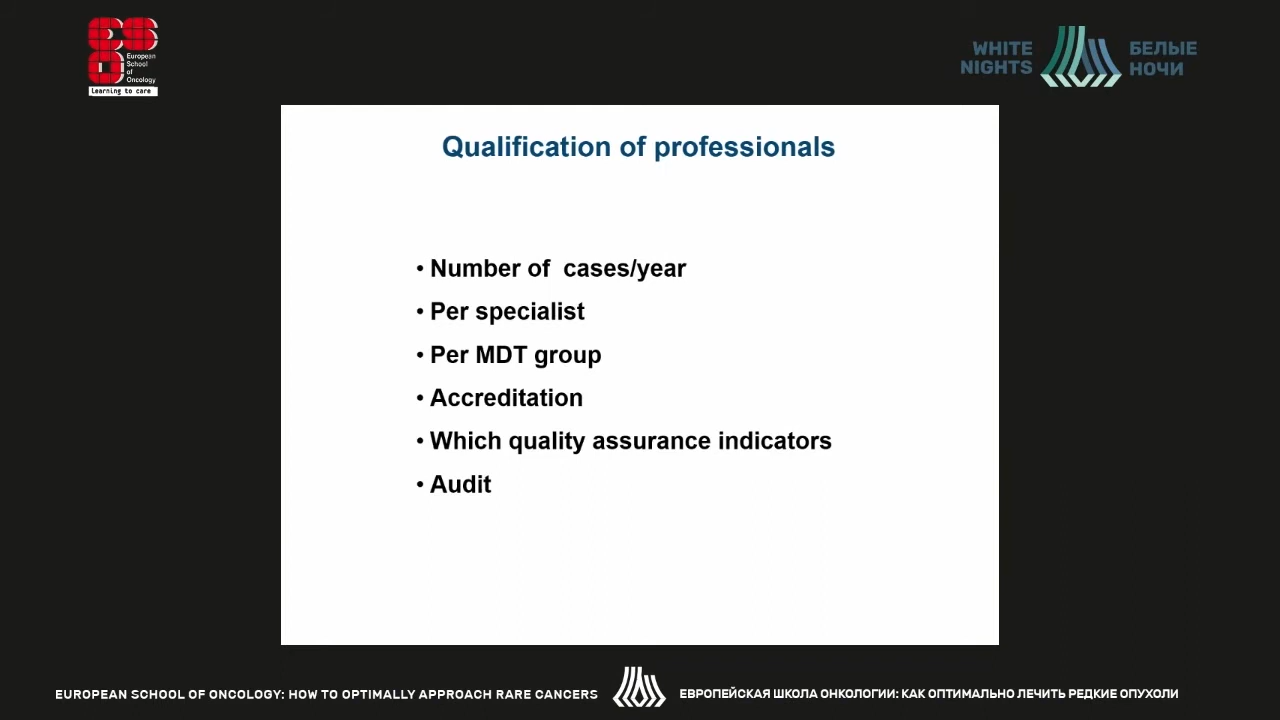 European
School
of
Oncology
Learning to care
WHITE
NIGHTS
БЕЛЫЕ
НОЧИ
Qualification of professionals
• Number of  cases/year
• Per specialist
• Per MDT group
• Accreditation
• Which quality assurance indicators
• Audit
EUROPEAN SCHOOL OF ONCOLOGY: HOW TO OPTIMALLY APPROACH RARE CANCERS
ЕВРОПЕЙСКАЯ ШКОЛА ОНКОЛОГИИ: КАК ОПТИМАЛЬНО ЛЕЧИТЬ РЕДКИЕ ОПУХОЛИ